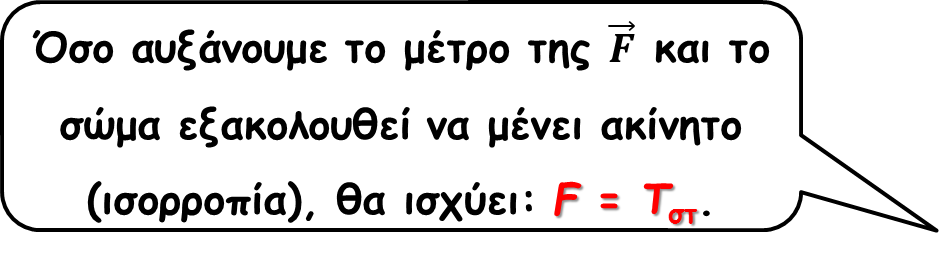 Όσο αυξάνουμε το μέτρο της F⃗ και το
σώμα εξακολουθεί να μένει ακίνητο
(ισορροπία), θα ισχύει: F = Tστ.